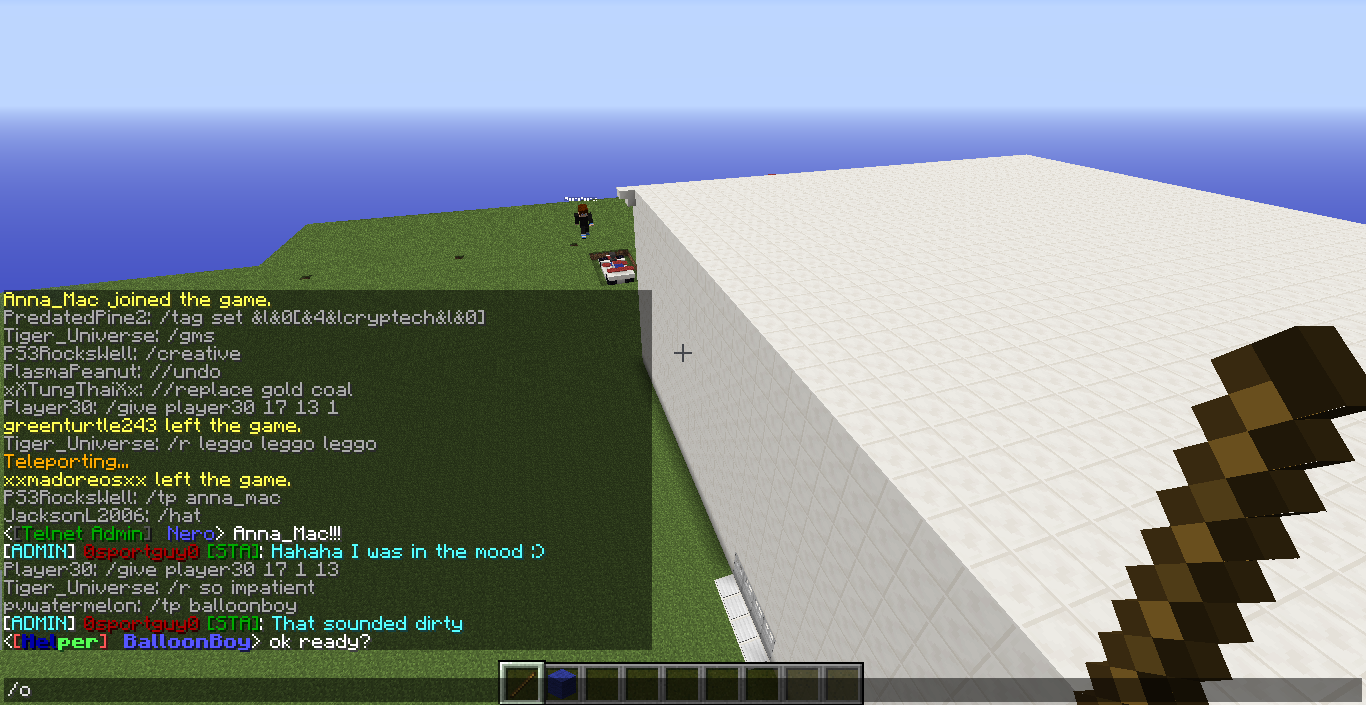 Anna_Mac joined the game.
PredatedPine2: /tag set &l&0[&4&lcryptech&l&0]
Tiger_Universe: /gms
PS3RocksWell: /creative
PlasmaPeanut: //undo
xXTungThaiXx: //replace gold coal
Player30: /give player30 17 13 1
greenturtle243 left the game.
Tiger_Universe: /r leggo leggo leggo
Teleporting...
xxmadoreosxx left the game.
PS3RocksWell: /tp anna_mac
JacksonL2006: /hat
<[Telnet Admin] Nero> Anna_Mac!!!
[ADMIN] 0sportguy0 [STA]: Hahaha I was in the mood :)
Player30: /give player30 17 1 13
Tiger_Universe: /r so impatient
pvwatermelon: /tp balloonboy
[ADMIN] 0sportguy0 [STA]: That sounded dirty
<[Helper] BalloonBoy> ok ready?
/o